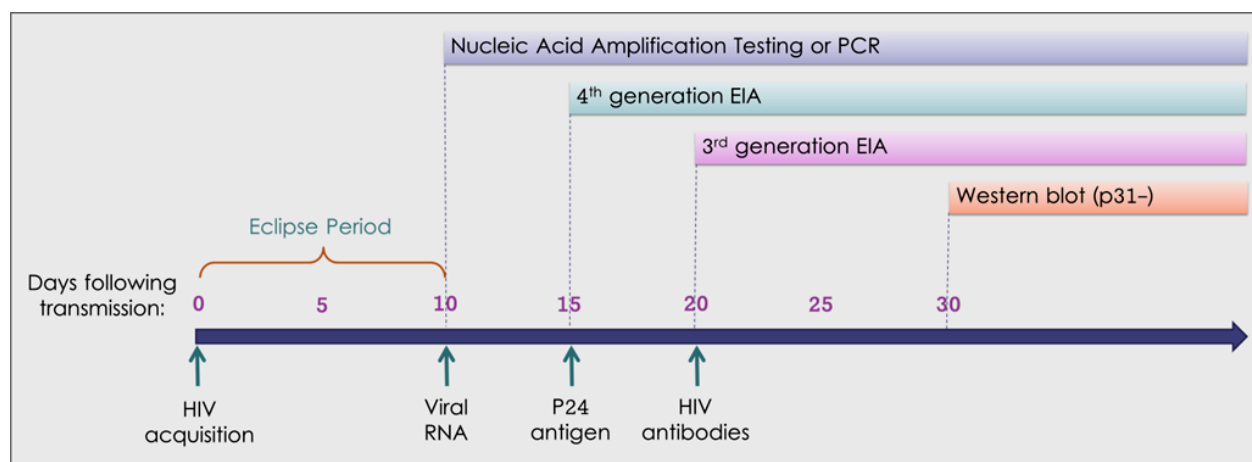 Nucleic Acid Amplification Testing or PCR
4th generation EIA
3rd generation EIA
Western blot (p31-)
Eclipse Period
Days following
transmission:
0 5 10 15 20 25 30
HIV
acquisition
Viral
RNA
P24
antigen
HIV
antibodies